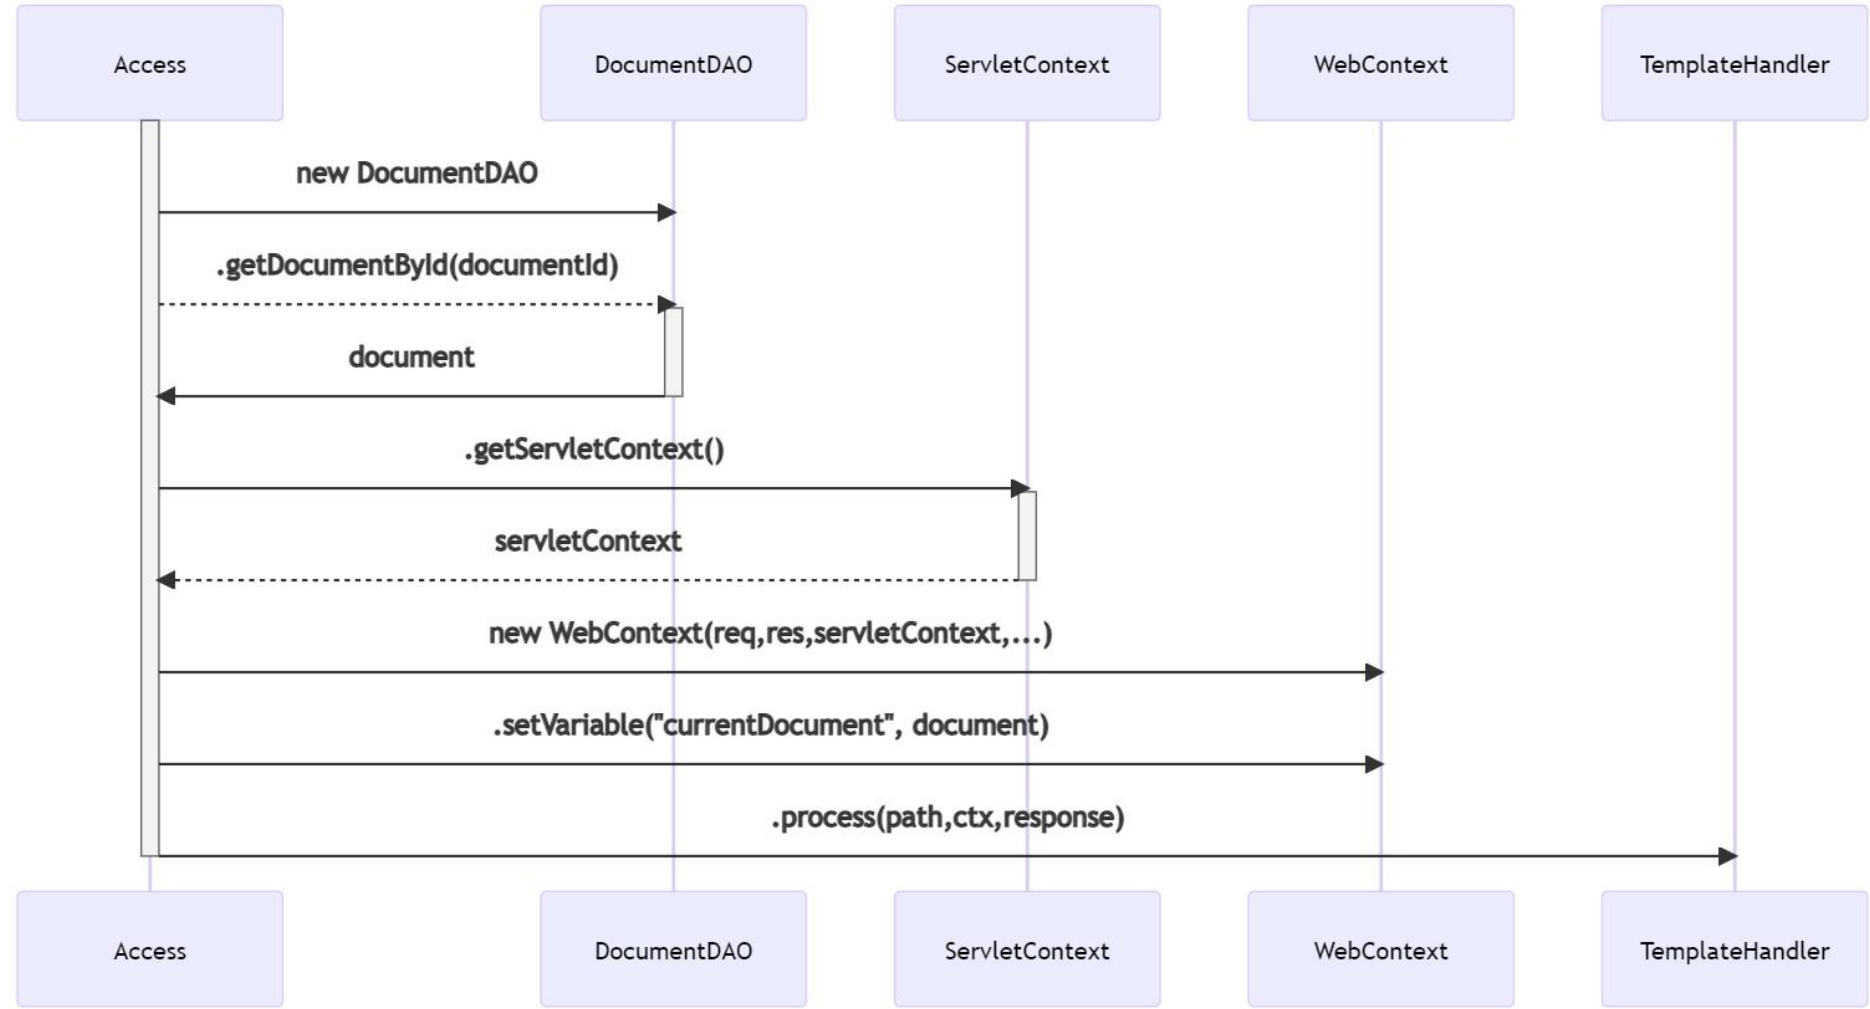 Access
DocumentDAO
ServletContext
WebContext
TemplateHandler
new DocumentDAO
.getDocumentById(documentId)
document
.getServletContext()
servletContext
new WebContext(req,res,servletContext,...)
.setVariable("currentDocument", document)
.process(path,ctx,response)
Access
DocumentDAO
ServletContext
WebContext
TemplateHandler